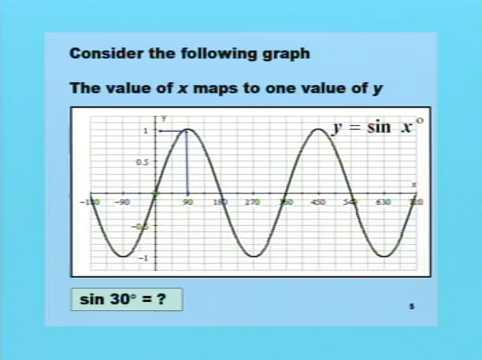 Consider the following graph
The value of x maps to one value of y
y = sin x°
y
1
0.5
x
-180 -90 90 180 270 360 450 540 630 720
-0.5
-1
sin 30° = ?
5